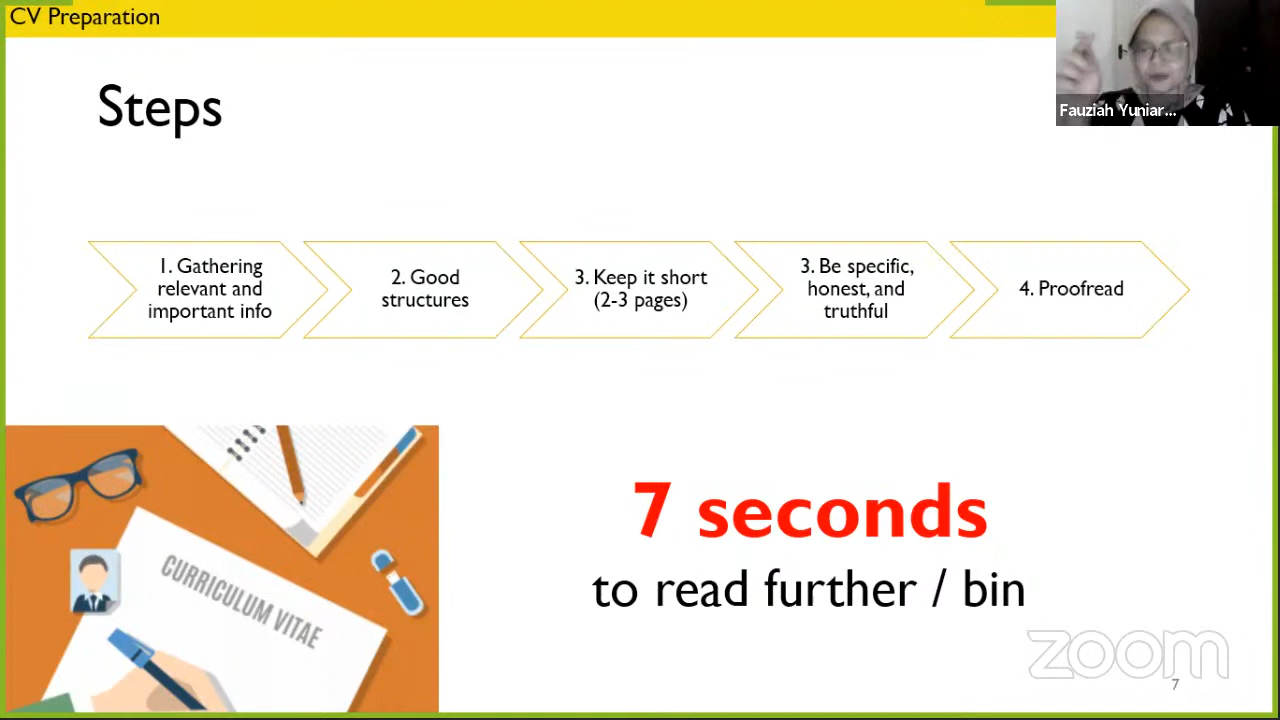 CV Preparation
Fauziah Yuniar...
Steps
1. Gathering
relevant and
important info
2. Good
structures
3. Keep it short
(2-3 pages)
3. Be specific,
honest, and
truthful
4. Proofread
CURRICULUM VITAE
7 seconds
to read further / bin
zoom
7